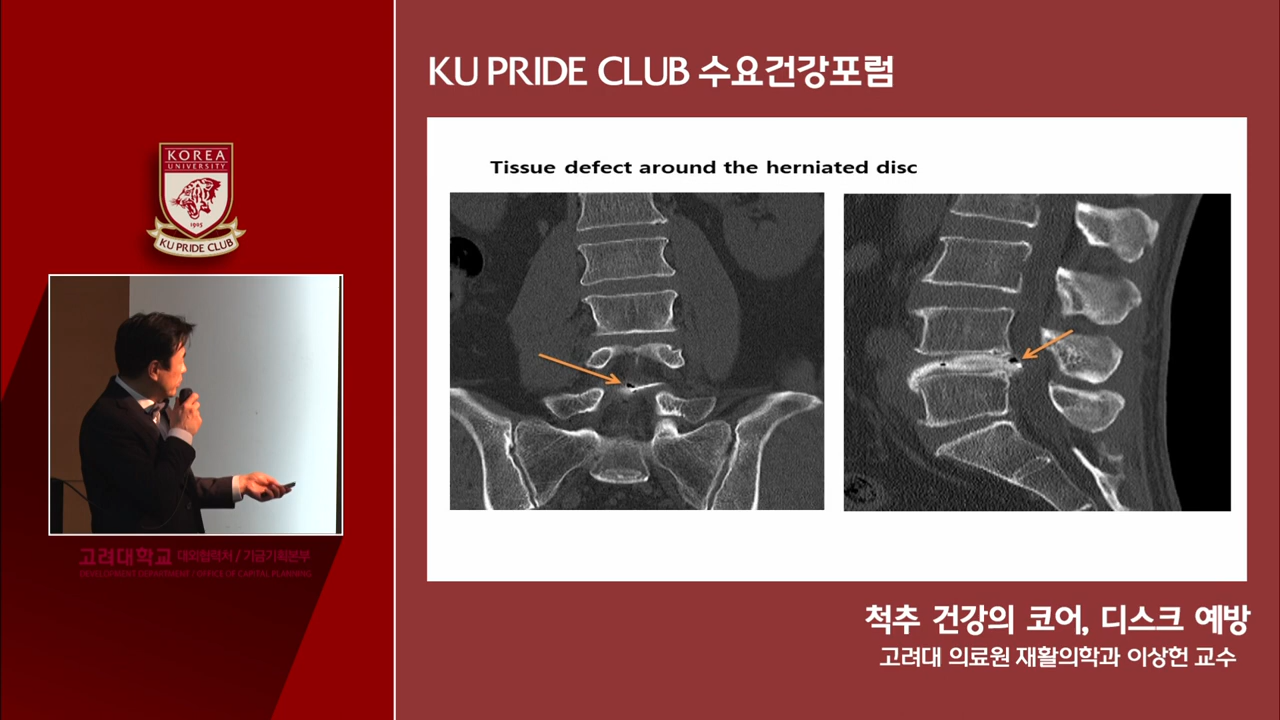 KU PRIDE CLUB 수요건강포럼
KOREA
UNIVERSITY
1905
KU PRIDE CLUB
Tissue defect around the herniated disc
고려대학교 대외협력처 / 기금기획본부
DEVELOPMENT DEPARTMENT / OFFICE OF CAPITAL PLANNING
척추 건강의 코어, 디스크 예방
고려대 의료원 재활의학과 이상헌 교수